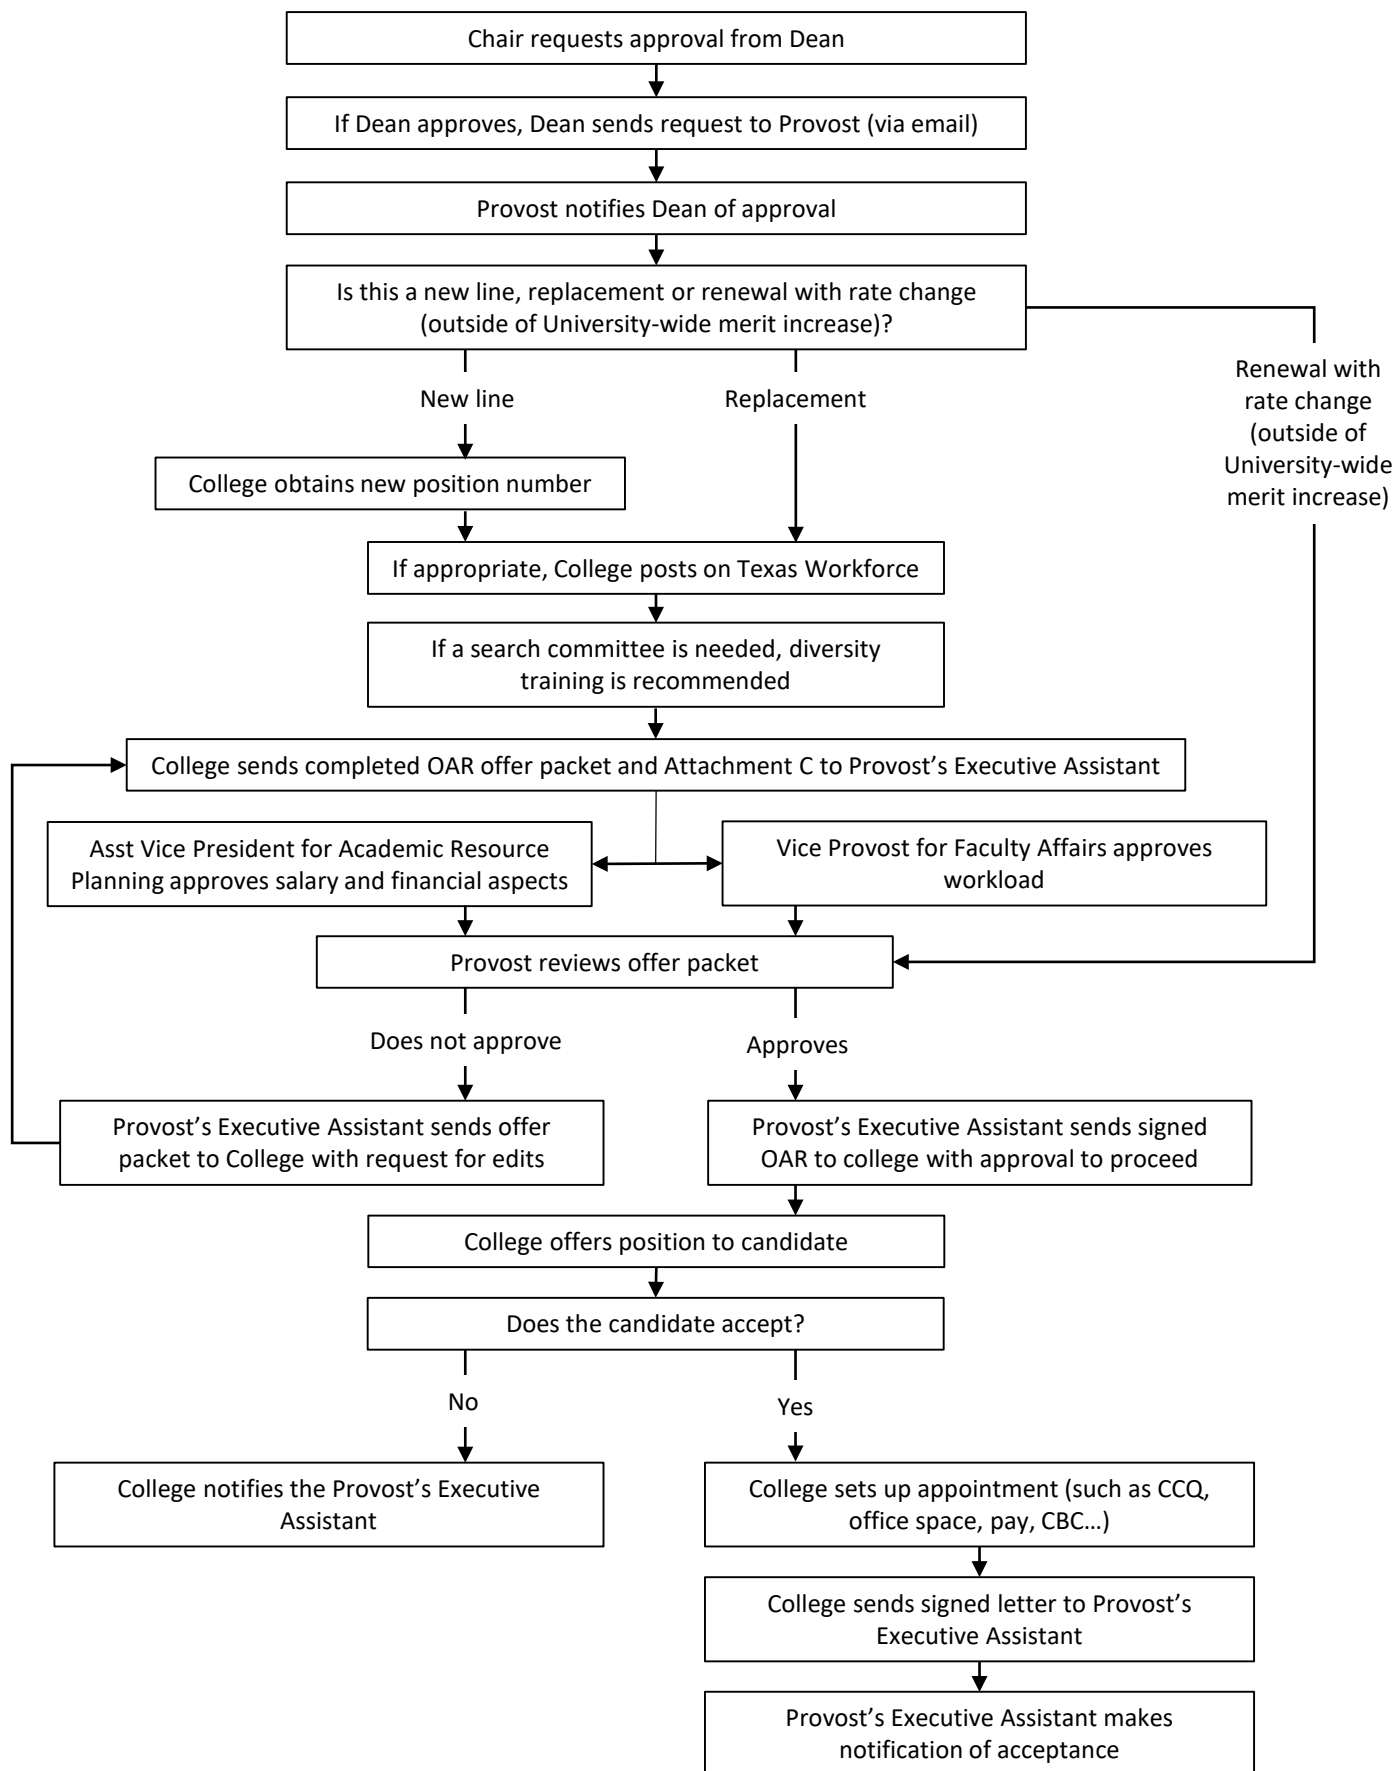 Chair requests approval from Dean
If Dean approves, Dean sends request to Provost (via email)
Provost notifies Dean of approval
Is this a new line, replacement or renewal with rate change
(outside of University-wide merit increase)?
Renewal with
rate change
(outside of
University-wide
merit increase)
New line
Replacement
College obtains new position number
If appropriate, College posts on Texas Workforce
If a search committee is needed, diversity
training is recommended
College sends completed OAR offer packet and Attachment C to Provost’s Executive Assistant
Asst Vice President for Academic Resource
Planning approves salary and financial aspects
Vice Provost for Faculty Affairs approves
workload
Provost reviews offer packet
Does not approve
Approves
Provost’s Executive Assistant sends offer
packet to College with request for edits
Provost’s Executive Assistant sends signed
OAR to college with approval to proceed
College offers position to candidate
Does the candidate accept?
No
Yes
College notifies the Provost’s Executive
Assistant
College sets up appointment (such as CCQ,
office space, pay, CBC…)
College sends signed letter to Provost’s
Executive Assistant
Provost’s Executive Assistant makes
notification of acceptance